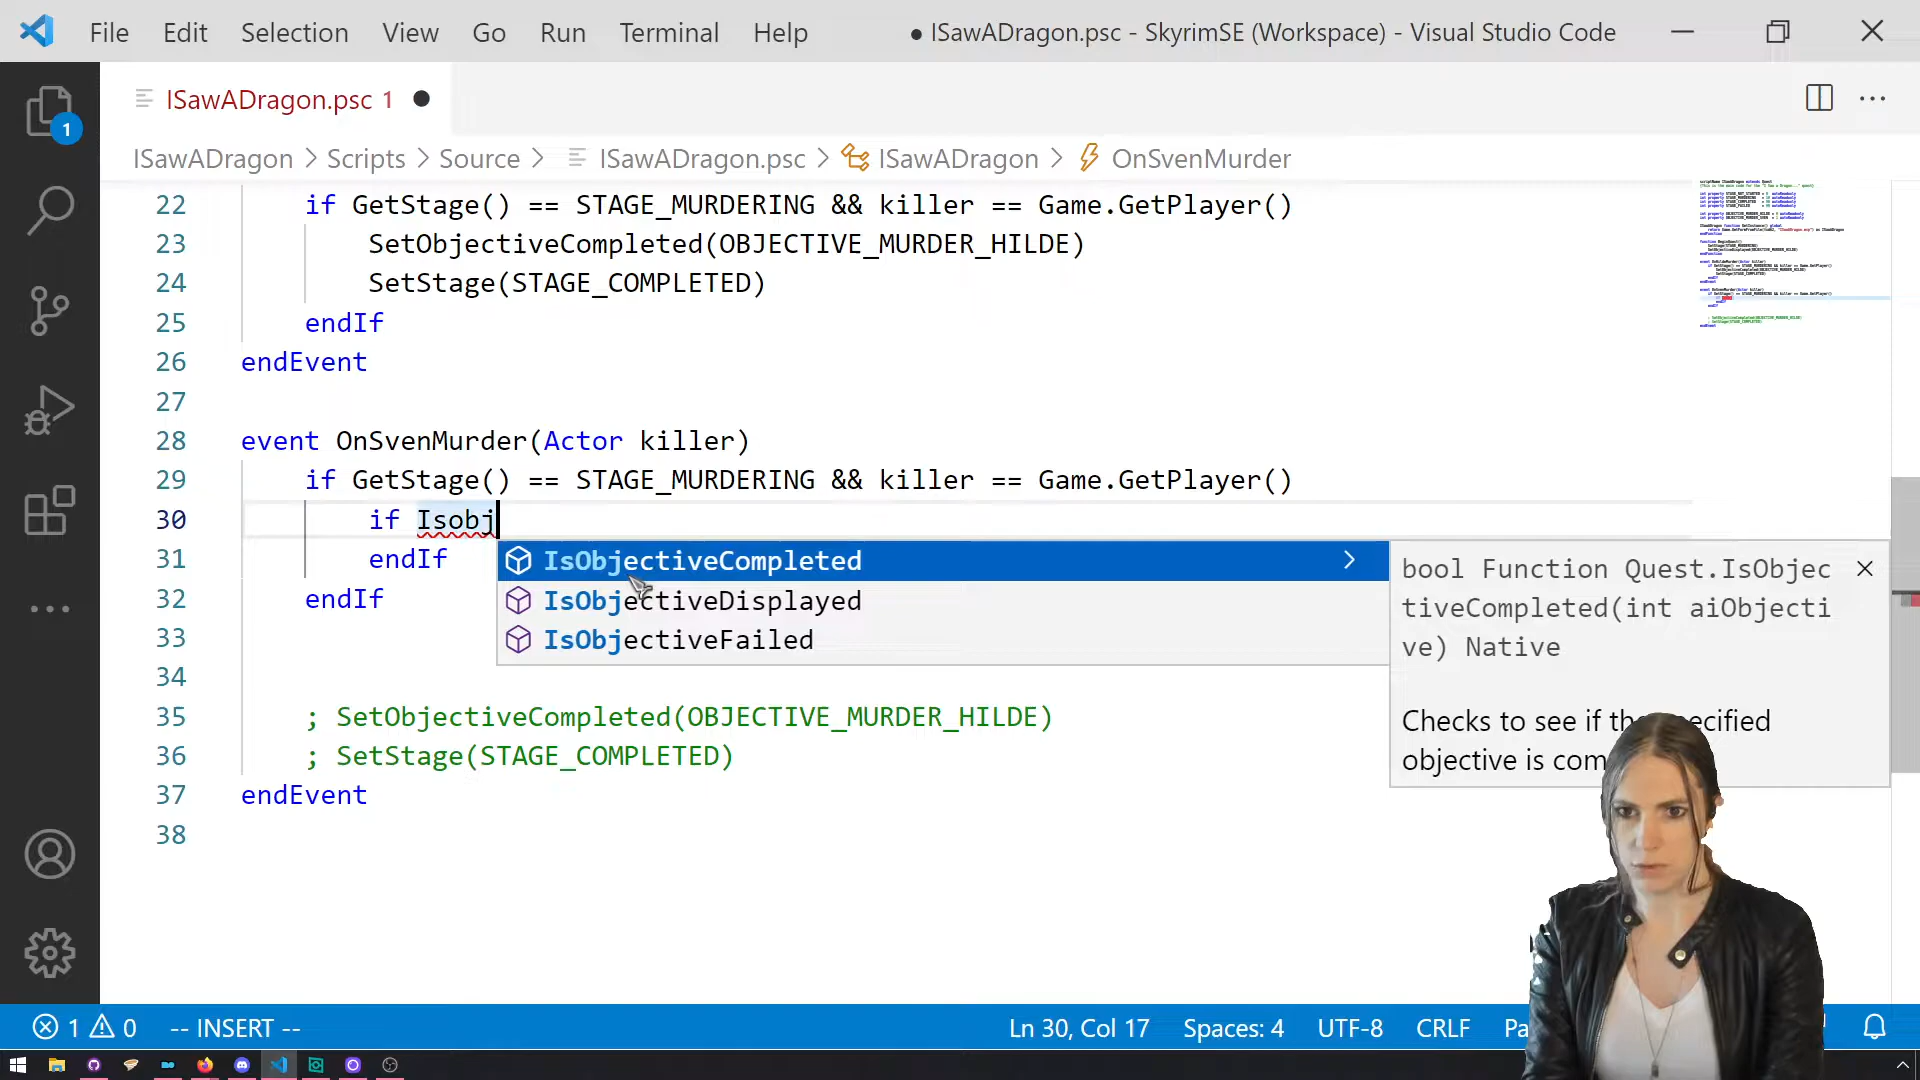 File Edit Selection View Go Run Terminal Help
● ISawADragon.psc - SkyrimSE (Workspace) - Visual Studio Code
ISawADragon.psc 1
1
ISawADragon > Scripts > Source > ISawADragon.psc > ISawADragon > OnSvenMurder
22 if GetStage() == STAGE_MURDERING && killer == Game.GetPlayer()
23 SetObjectiveCompleted(OBJECTIVE_MURDER_HILDE)
24 SetStage(STAGE_COMPLETED)
25 endIf
26 endEvent
27
28 event OnSvenMurder(Actor killer)
29 if GetStage() == STAGE_MURDERING && killer == Game.GetPlayer()
30 if Isobj
31 endIf
32 endIf
33
34
35 ; SetObjectiveCompleted(OBJECTIVE_MURDER_HILDE)
36 ; SetStage(STAGE_COMPLETED)
37 endEvent
38
IsObjectiveCompleted
IsObjectiveDisplayed
IsObjectiveFailed
bool Function Quest.IsObjec
tiveCompleted(int aiObjecti
ve) Native
Checks to see if the specified
objective is com
1 0 -- INSERT -- Ln 30, Col 17 Spaces: 4 UTF-8 CRLF Pa